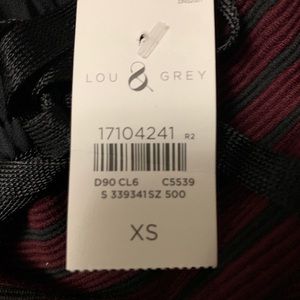 LOU & GREY
17104241 R2
D90 CL6 C5539
S 339341 SZ 500
XS